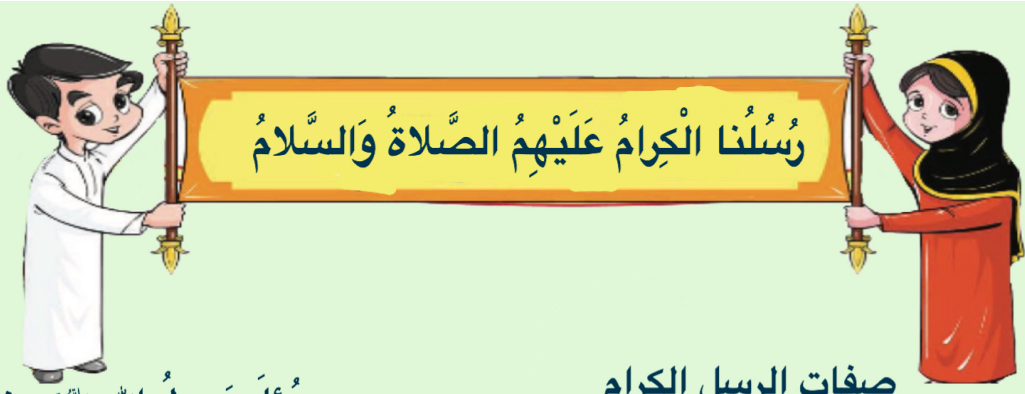 رُسُلُنا الْكِرامُ عَلَيْهِمُ الصَّلاةُ وَالسَّلامُ
صفات الرسل الكرام